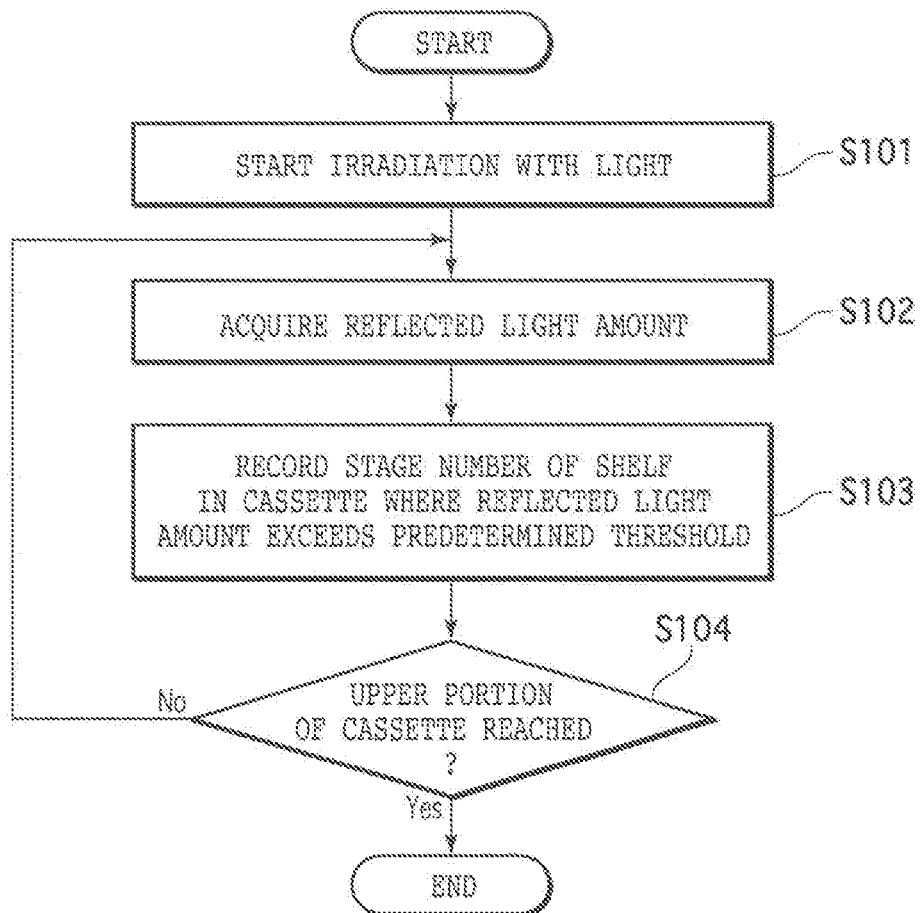 START
START IRRADIATION WITH LIGHT
S101
ACQUIRE REFLECTED LIGHT AMOUNT
S102
RECORD STAGE NUMBER OF SHELF
IN CASSETTE WHERE REFLECTED LIGHT
AMOUNT EXCEEDS PREDETERMINED THRESHOLD
S103
S104
UPPER PORTION
OF CASSETTE REACHED
?
No
Yes
END